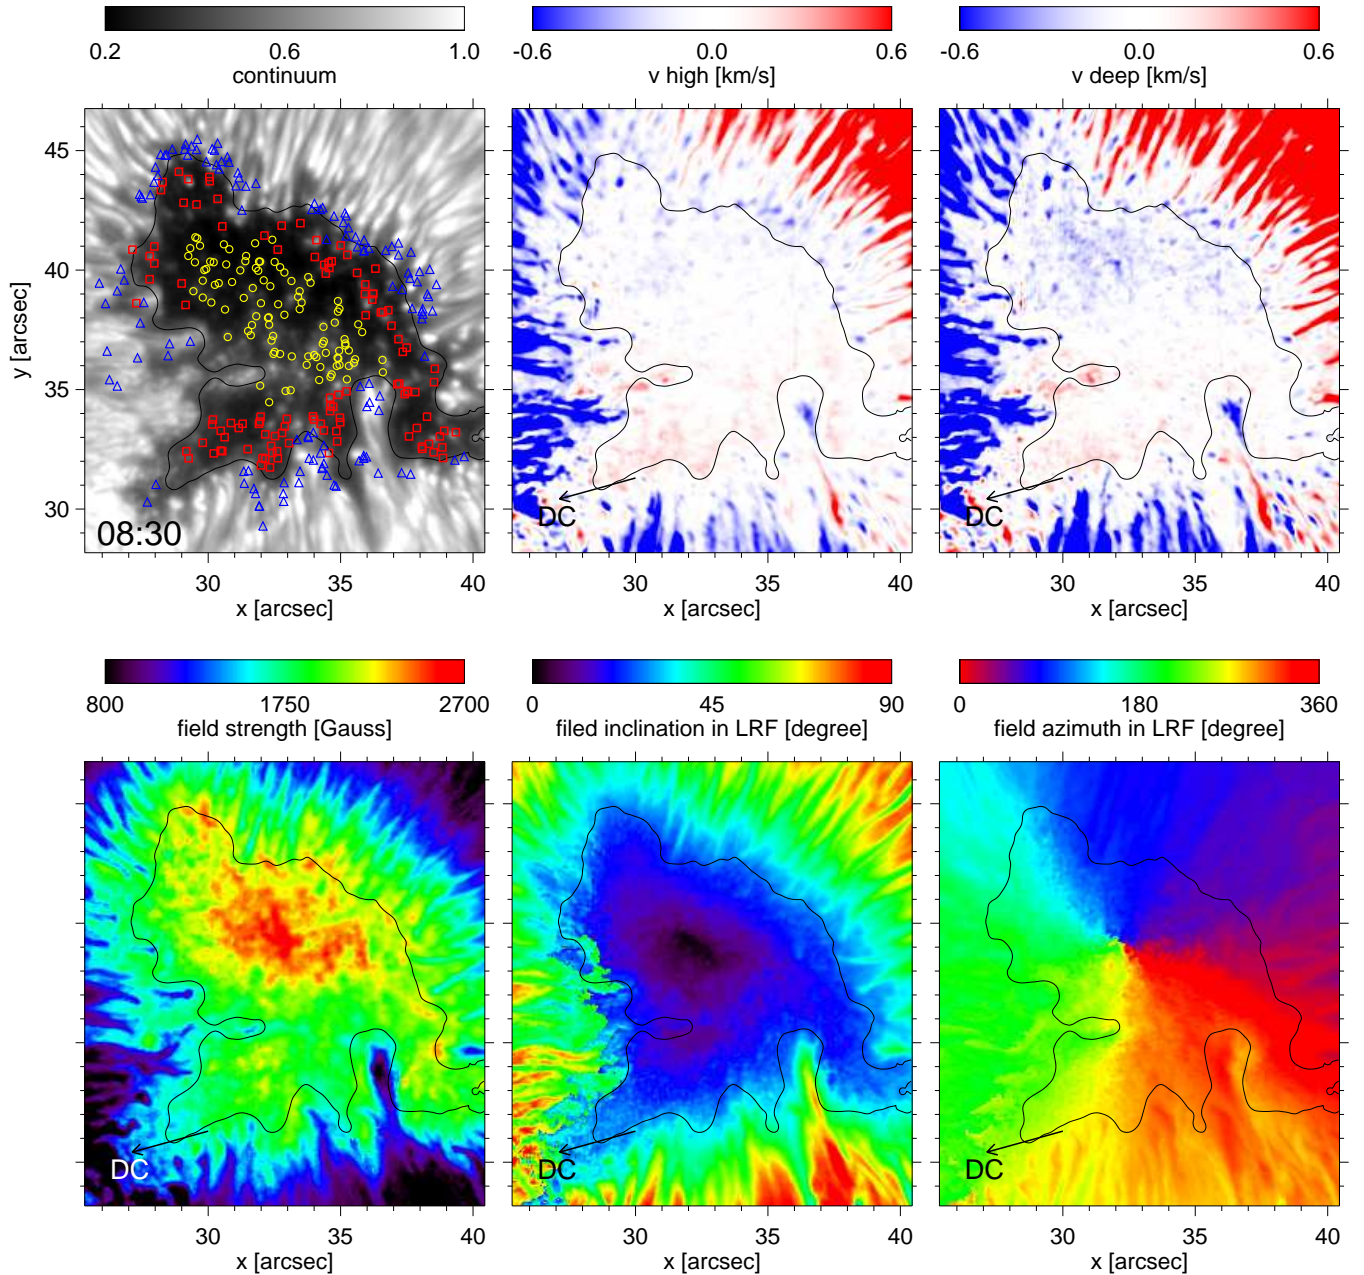 0.2 0.6 1.0
continuum
-0.6 0.0 0.6
v high [km/s]
-0.6 0.0 0.6
v deep [km/s]
45
40
35
30
y [arcsec]
08:30
DC
DC
30 35 40
x [arcsec]
30 35 40
x [arcsec]
30 35 40
x [arcsec]
800 1750 2700
field strength [Gauss]
0 45 90
filed inclination in LRF [degree]
0 180 360
field azimuth in LRF [degree]
DC
DC
DC
30 35 40
x [arcsec]
30 35 40
x [arcsec]
30 35 40
x [arcsec]